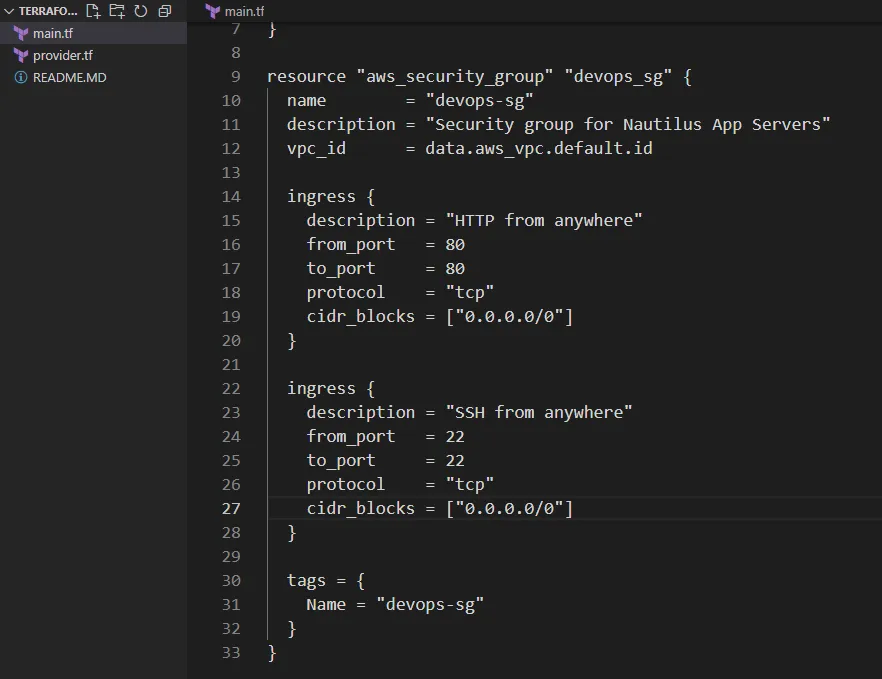 TERRAFO...
main.tf
provider.tf
README.MD
main.tf
7 }
8
9 resource "aws_security_group" "devops_sg" {
10   name        = "devops-sg"
11   description = "Security group for Nautilus App Servers"
12   vpc_id      = data.aws_vpc.default.id
13
14   ingress {
15     description = "HTTP from anywhere"
16     from_port   = 80
17     to_port     = 80
18     protocol    = "tcp"
19     cidr_blocks = ["0.0.0.0/0"]
20   }
21
22   ingress {
23     description = "SSH from anywhere"
24     from_port   = 22
25     to_port     = 22
26     protocol    = "tcp"
27     cidr_blocks = ["0.0.0.0/0"]
28   }
29
30   tags = {
31     Name = "devops-sg"
32   }
33 }